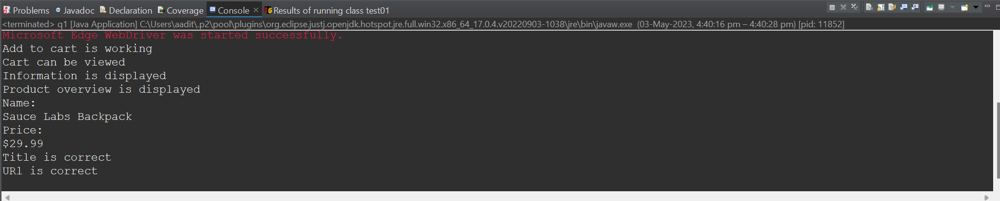 Problems @ Javadoc Declaration Coverage Console Results of running class test01
<terminated> q1 [Java Application] C:\Users\aadit\.p2\pool\plugins\org.eclipse.justj.openjdk.hotspot.jre.full.win32.x86_64_17.0.4.v20220903-1038\jre\bin\javaw.exe (03-May-2023, 4:40:16 pm – 4:40:28 pm) [pid: 11852]
Microsoft Edge WebDriver was started successfully.
Add to cart is working
Cart can be viewed
Information is displayed
Product overview is displayed
Name:
Sauce Labs Backpack
Price:
$29.99
Title is correct
URl is correct